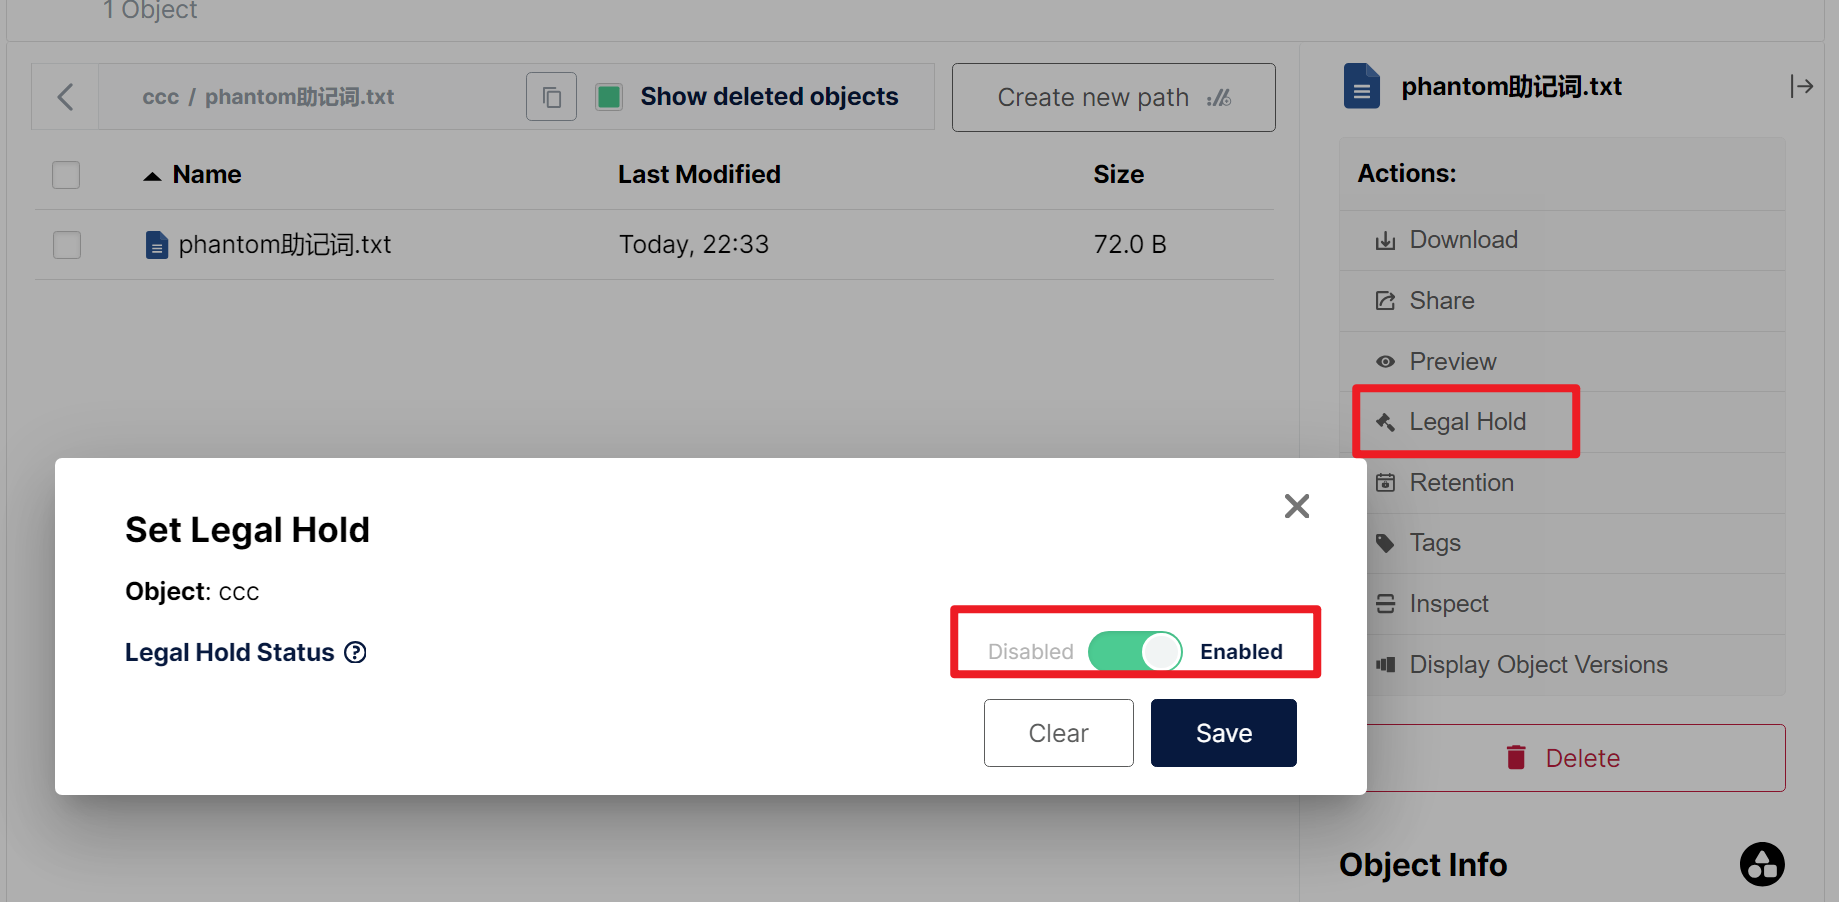 1 Object
ccc / phantom助记词.txt
Show deleted objects
Create new path
Name
Last Modified
Size
phantom助记词.txt
Today, 22:33
72.0 B
phantom助记词.txt
Actions:
Download
Share
Preview
Legal Hold
Retention
Tags
Inspect
Display Object Versions
Delete
Object Info
Set Legal Hold
Object: ccc
Legal Hold Status
Disabled
Enabled
Clear
Save